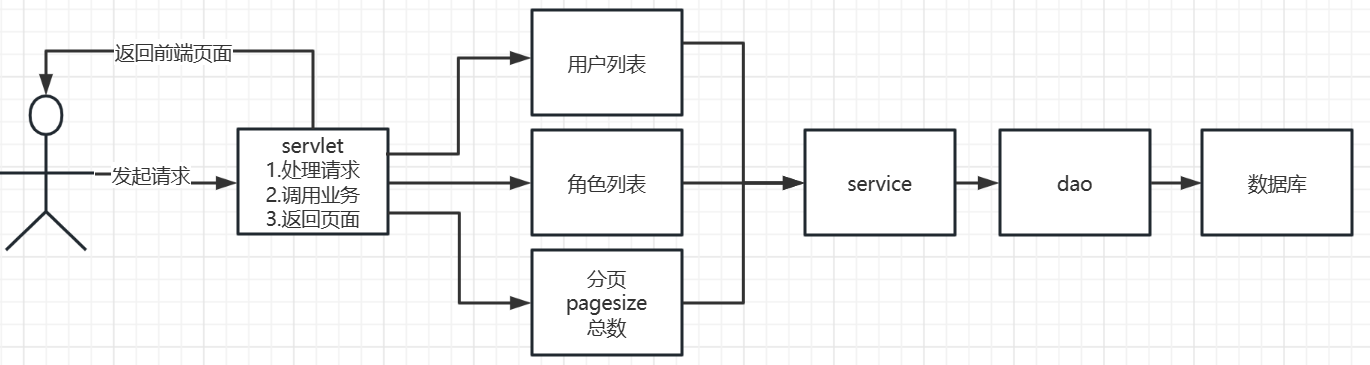 返回前端页面
发起请求
servlet
1.处理请求
2.调用业务
3.返回页面
用户列表
角色列表
分页
pagesize
总数
service
dao
数据库